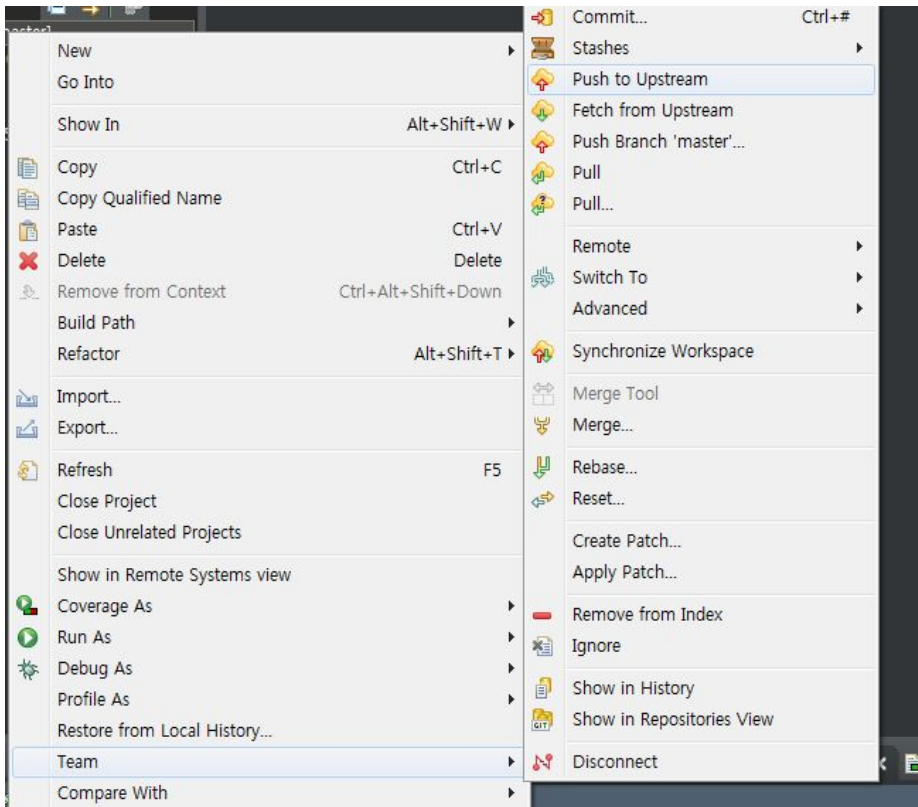 New
Go Into
Show In Alt+Shift+W
Copy Ctrl+C
Copy Qualified Name
Paste Ctrl+V
Delete Delete
Remove from Context Ctrl+Alt+Shift+Down
Build Path
Refactor Alt+Shift+T
Import...
Export...
Refresh F5
Close Project
Close Unrelated Projects
Show in Remote Systems view
Coverage As
Run As
Debug As
Profile As
Restore from Local History...
Team
Compare With
Commit... Ctrl+#
Stashes
Push to Upstream
Fetch from Upstream
Push Branch 'master'...
Pull
Pull...
Remote
Switch To
Advanced
Synchronize Workspace
Merge Tool
Merge...
Rebase...
Reset...
Create Patch...
Apply Patch...
Remove from Index
Ignore
Show in History
GIT Show in Repositories View
Disconnect